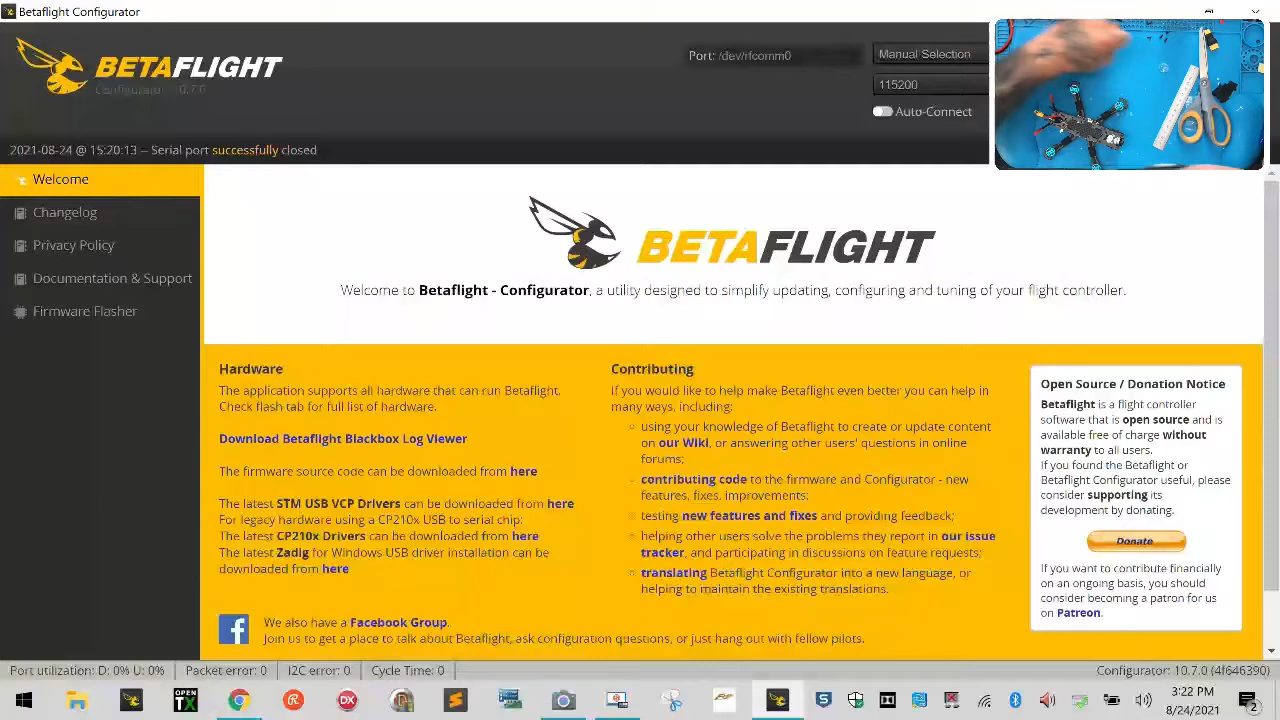 Betaflight Configurator
BETAFLIGHT
Configurator 10.7.0
Port: /dev/rfcomm0
Manual Selection
115200
Auto-Connect
2021-08-24 @ 15:20:13 -- Serial port successfully closed
Welcome
Changelog
Privacy Policy
Documentation & Support
Firmware Flasher
BETAFLIGHT
Welcome to Betaflight - Configurator, a utility designed to simplify updating, configuring and tuning of your flight controller.
Hardware
The application supports all hardware that can run Betaflight.
Check flash tab for full list of hardware.
Download Betaflight Blackbox Log Viewer
The firmware source code can be downloaded from here
The latest STM USB VCP Drivers can be downloaded from here
For legacy hardware using a CP210x USB to serial chip:
The latest CP210x Drivers can be downloaded from here
The latest Zadig for Windows USB driver installation can be
downloaded from here
Contributing
If you would like to help make Betaflight even better you can help in
many ways, including:
using your knowledge of Betaflight to create or update content
on our Wiki, or answering other users' questions in online
forums;
contributing code to the firmware and Configurator - new
features, fixes, improvements;
testing new features and fixes and providing feedback;
helping other users solve the problems they report in our issue
tracker, and participating in discussions on feature requests;
translating Betaflight Configurator into a new language, or
helping to maintain the existing translations.
Open Source / Donation Notice
Betaflight is a flight controller
software that is open source and is
available free of charge without
warranty to all users.
If you found the Betaflight or
Betaflight Configurator useful, please
consider supporting its
development by donating.
Donate
If you want to contribute financially
on an ongoing basis, you should
consider becoming a patron for us
on Patreon.
We also have a Facebook Group.
Join us to get a place to talk about Betaflight, ask configuration questions, or just hang out with fellow pilots.
Port utilization: D: 0% U: 0%
Packet error: 0
I2C error: 0
Cycle Time: 0
Configurator: 10.7.0 (4f646390)
OPEN
TX
3:22 PM
8/24/2021
2